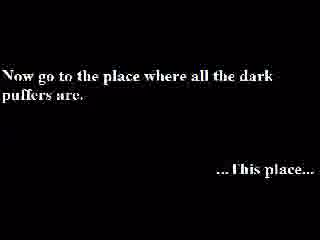 Now go to the place where all the dark
puffers are.
...This place...